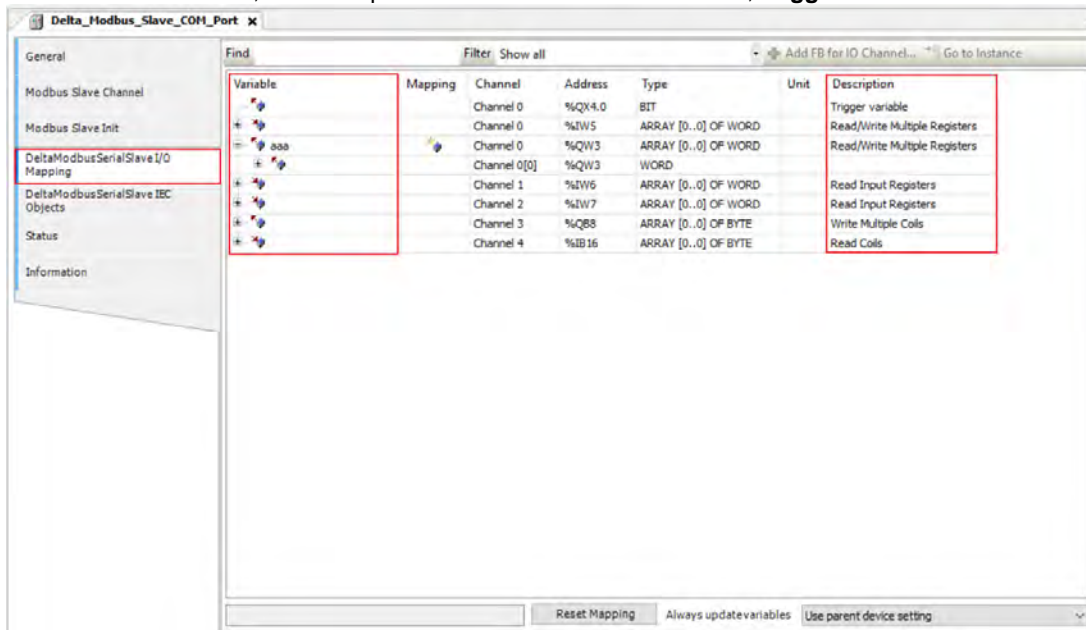 Delta_Modbus_Slave_COM_Port x
General
Modbus Slave Channel
Modbus Slave Init
DeltaModbusSerialSlave I/O
Mapping
DeltaModbusSerialSlave IEC
Objects
Status
Information
Find Filter Show all Add FB for IO Channel... Go to Instance
Variable Mapping Channel Address Type Unit Description
Channel 0 %QX4.0 BIT Trigger variable
Channel 0 %IW5 ARRAY [0..0] OF WORD Read/Write Multiple Registers
aaa Channel 0 %QW3 ARRAY [0..0] OF WORD Read/Write Multiple Registers
Channel 0[0] %QW3 WORD
Channel 1 %IW6 ARRAY [0..0] OF WORD Read Input Registers
Channel 2 %IW7 ARRAY [0..0] OF WORD Read Input Registers
Channel 3 %QB8 ARRAY [0..0] OF BYTE Write Multiple Coils
Channel 4 %IB16 ARRAY [0..0] OF BYTE Read Coils
Reset Mapping Always updatevariables Use parent device setting